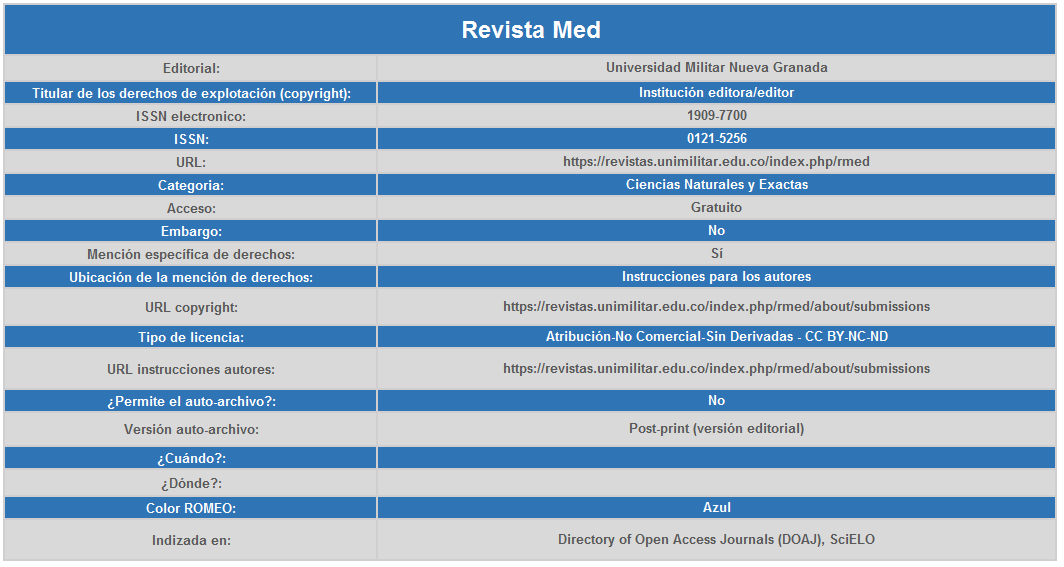 Revista Med
Editorial: Universidad Militar Nueva Granada
Titular de los derechos de explotación (copyright): Institución editora/editor
ISSN electronico: 1909-7700
ISSN: 0121-5256
URL: https://revistas.unimilitar.edu.co/index.php/rmed
Categoria: Ciencias Naturales y Exactas
Acceso: Gratuito
Embargo: No
Mención específica de derechos: Sí
Ubicación de la mención de derechos: Instrucciones para los autores
URL copyright: https://revistas.unimilitar.edu.co/index.php/rmed/about/submissions
Tipo de licencia: Atribución-No Comercial-Sin Derivadas - CC BY-NC-ND
URL instrucciones autores: https://revistas.unimilitar.edu.co/index.php/rmed/about/submissions
¿Permite el auto-archivo?: No
Versión auto-archivo: Post-print (versión editorial)
¿Cuándo?:
¿Dónde?:
Color ROMEO: Azul
Indizada en: Directory of Open Access Journals (DOAJ), SciELO